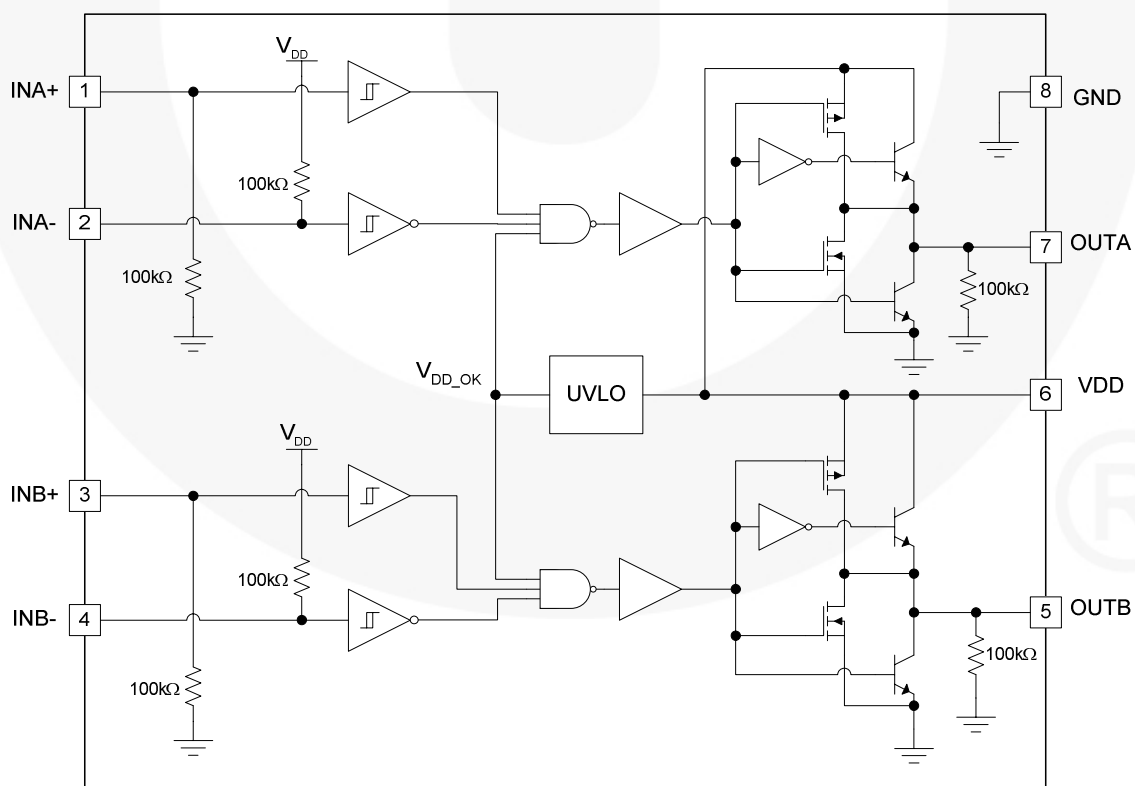 INA+
1
V_DD
100kΩ
INA-
2
100kΩ
8
GND
7
OUTA
100kΩ
V_DD_OK
UVLO
6
VDD
V_DD
INB+
3
100kΩ
INB-
4
100kΩ
5
OUTB
100kΩ
®